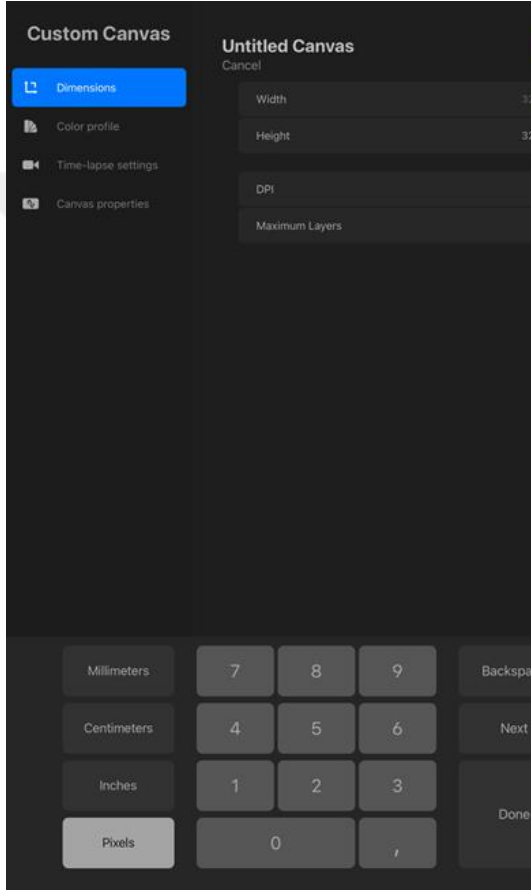 Custom Canvas
Dimensions
Color profile
Time-lapse settings
Canvas properties
Untitled Canvas
Cancel
Width
Height
DPI
Maximum Layers
Millimeters
7
8
9
Centimeters
4
5
6
Next
Inches
1
2
3
Done
Pixels
0
,